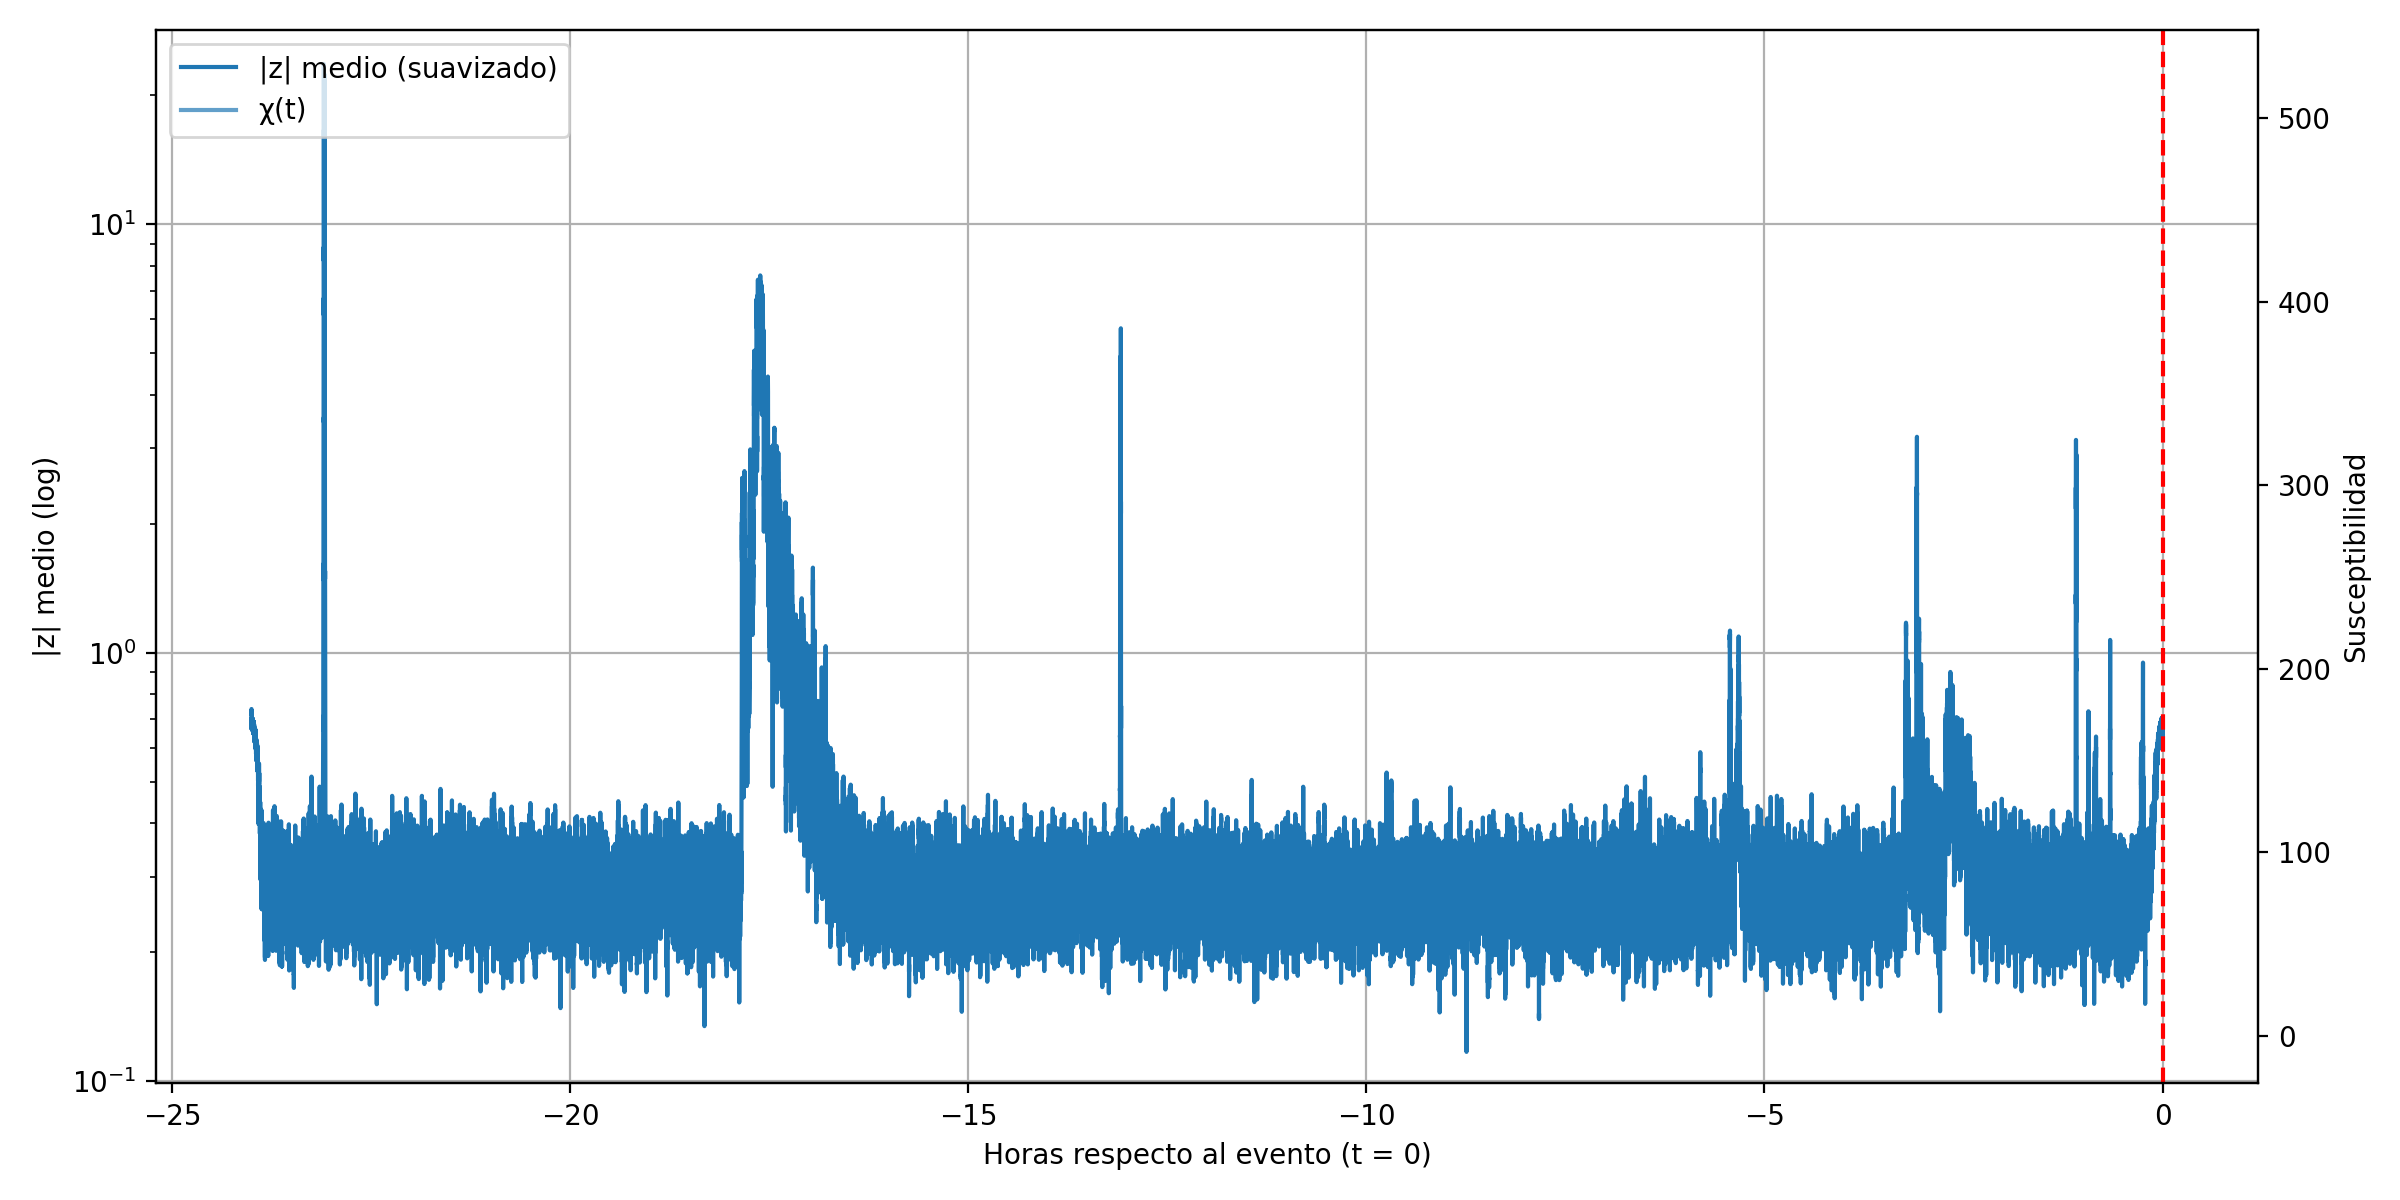 |z| medio (suavizado)
χ(t)
10¹
10⁰
10⁻¹
|z| medio (log)
500
400
300
200
100
0
Susceptibilidad
−25 −20 −15 −10 −5 0
Horas respecto al evento (t = 0)